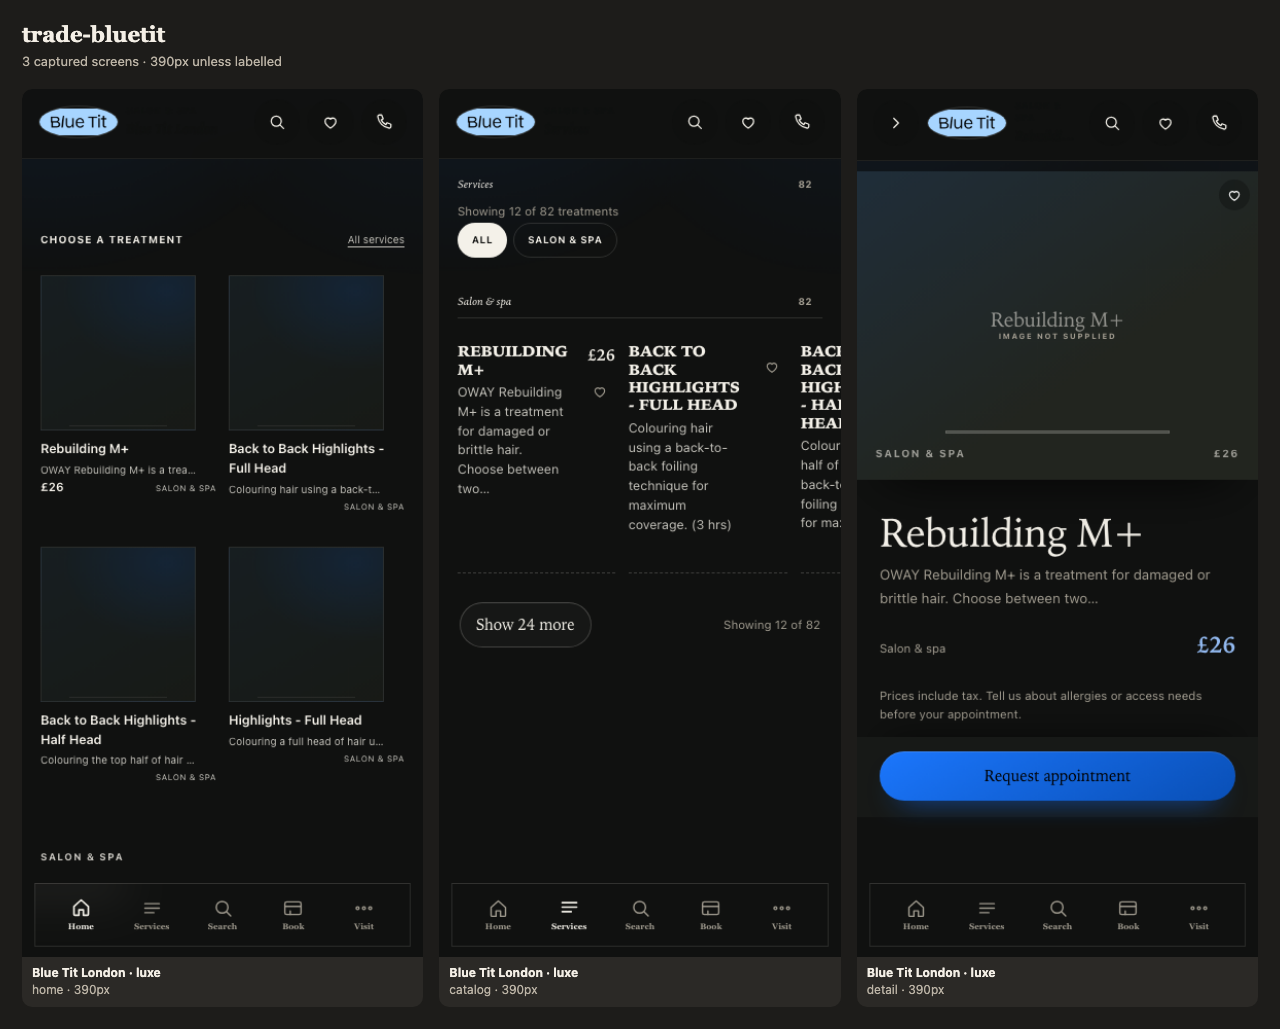 trade-bluetit
3 captured screens · 390px unless labelled
Blue Tit
CHOOSE A TREATMENT
All services
Rebuilding M+
OWAY Rebuilding M+ is a trea...
£26
SALON & SPA
Back to Back Highlights -
Full Head
Colouring hair using a back-t...
SALON & SPA
Back to Back Highlights -
Half Head
Colouring the top half of hair ...
SALON & SPA
Highlights - Full Head
Colouring a full head of hair u...
SALON & SPA
SALON & SPA
Home
Services
Search
Book
Visit
Blue Tit London · luxe
home · 390px
Blue Tit
Services
82
Showing 12 of 82 treatments
ALL
SALON & SPA
Salon & spa
82
REBUILDING
M+
£26
OWAY Rebuilding
M+ is a treatment
for damaged or
brittle hair.
Choose between
two...
BACK TO
BACK
HIGHLIGHTS
- FULL HEAD
Colouring hair
using a back-to-
back foiling
technique for
maximum
coverage. (3 hrs)
BACK
HEAD
half of
foiling
Show 24 more
Showing 12 of 82
Home
Services
Search
Book
Visit
Blue Tit London · luxe
catalog · 390px
Blue Tit
Rebuilding M+
IMAGE NOT SUPPLIED
SALON & SPA
£26
Rebuilding M+
OWAY Rebuilding M+ is a treatment for damaged or
brittle hair. Choose between two...
Salon & spa
£26
Prices include tax. Tell us about allergies or access needs
before your appointment.
Request appointment
Home
Services
Search
Book
Visit
Blue Tit London · luxe
detail · 390px